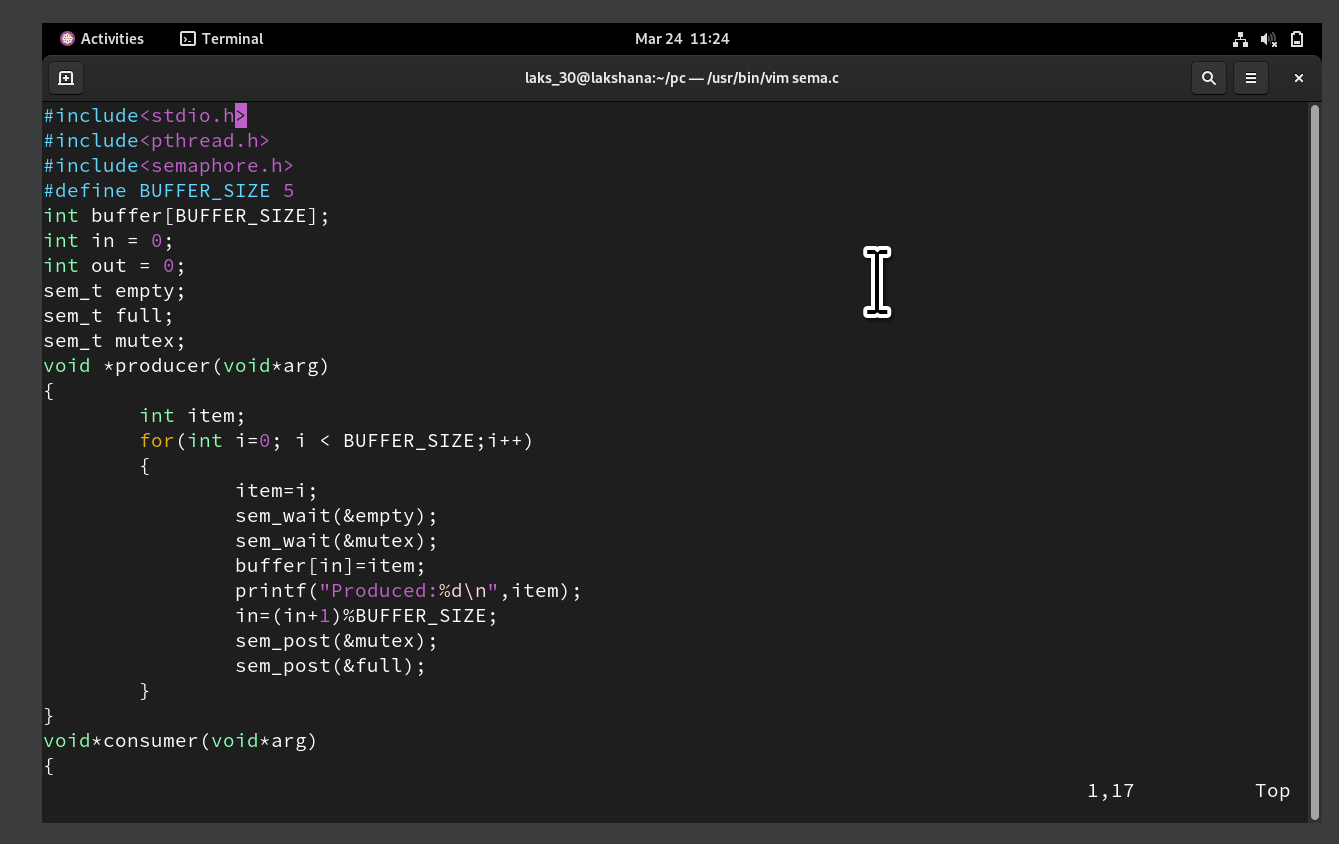 Activities Terminal Mar 24 11:24
laks_30@lakshana:~/pc — /usr/bin/vim sema.c
#include<stdio.h>
#include<pthread.h>
#include<semaphore.h>
#define BUFFER_SIZE 5
int buffer[BUFFER_SIZE];
int in = 0;
int out = 0;
sem_t empty;
sem_t full;
sem_t mutex;
void *producer(void*arg)
{
        int item;
        for(int i=0; i < BUFFER_SIZE;i++)
        {
                item=i;
                sem_wait(&empty);
                sem_wait(&mutex);
                buffer[in]=item;
                printf("Produced:%d\n",item);
                in=(in+1)%BUFFER_SIZE;
                sem_post(&mutex);
                sem_post(&full);
        }
}
void*consumer(void*arg)
{
1,17 Top